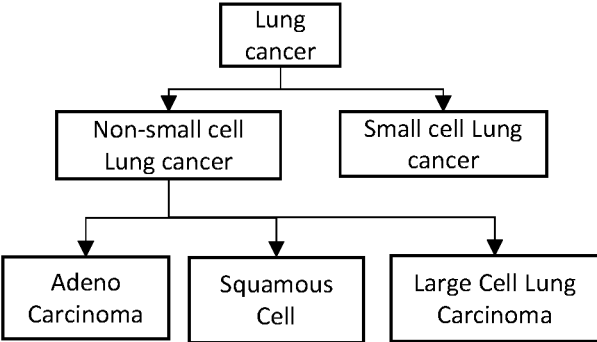 Lung
cancer
Non-small cell
Lung cancer
Small cell Lung
cancer
Adeno
Carcinoma
Squamous
Cell
Large Cell Lung
Carcinoma